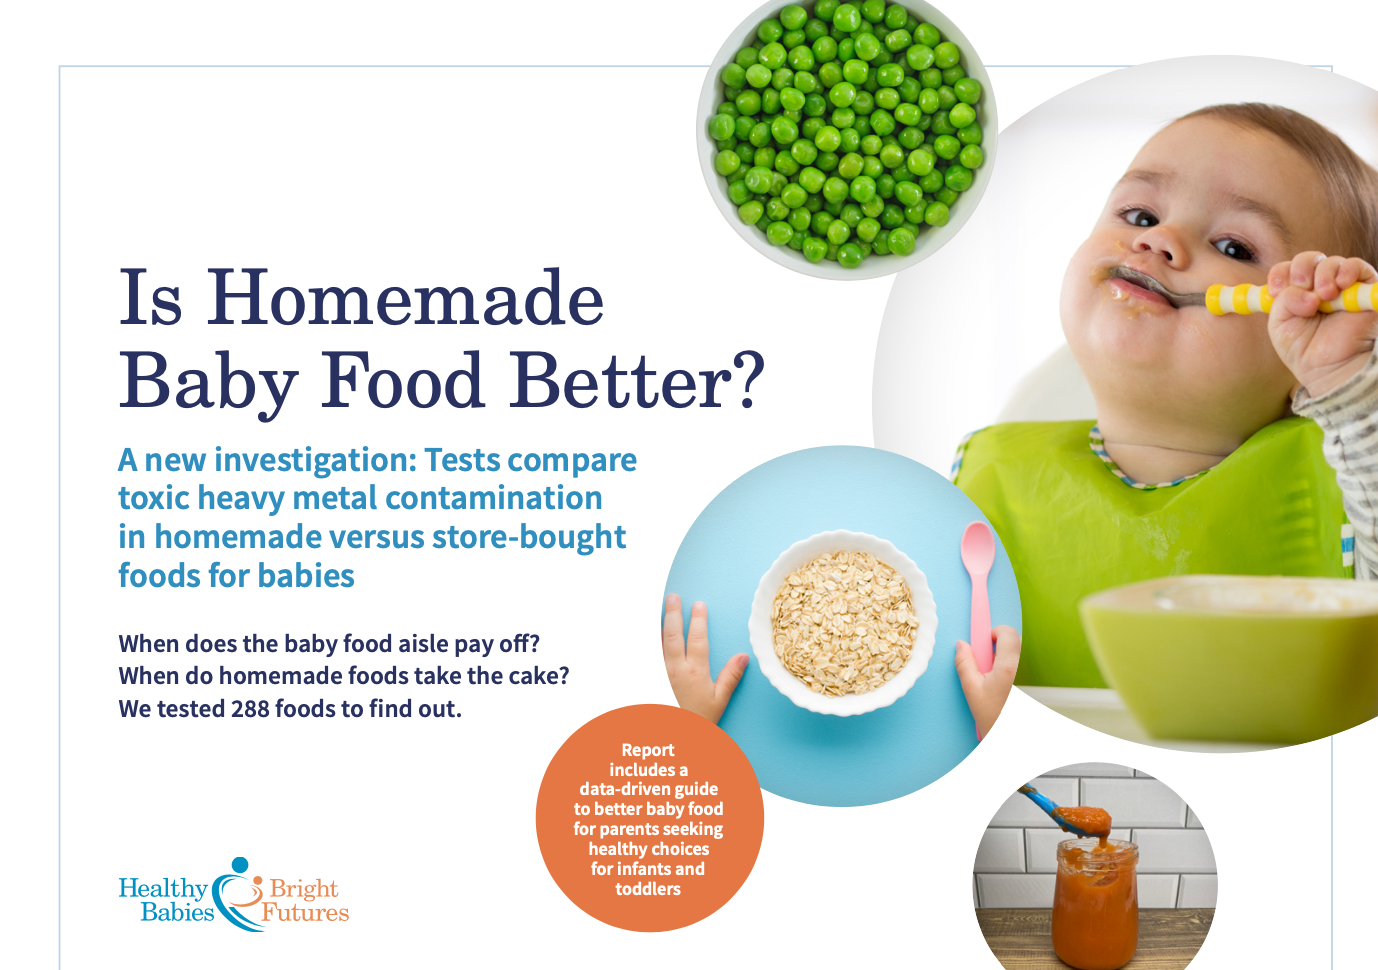 Is Homemade
Baby Food Better?
A new investigation: Tests compare
toxic heavy metal contamination
in homemade versus store-bought
foods for babies
When does the baby food aisle pay off?
When do homemade foods take the cake?
We tested 288 foods to find out.
Report
includes a
data-driven guide
to better baby food
for parents seeking
healthy choices
for infants and
toddlers
Healthy Bright
Babies Futures